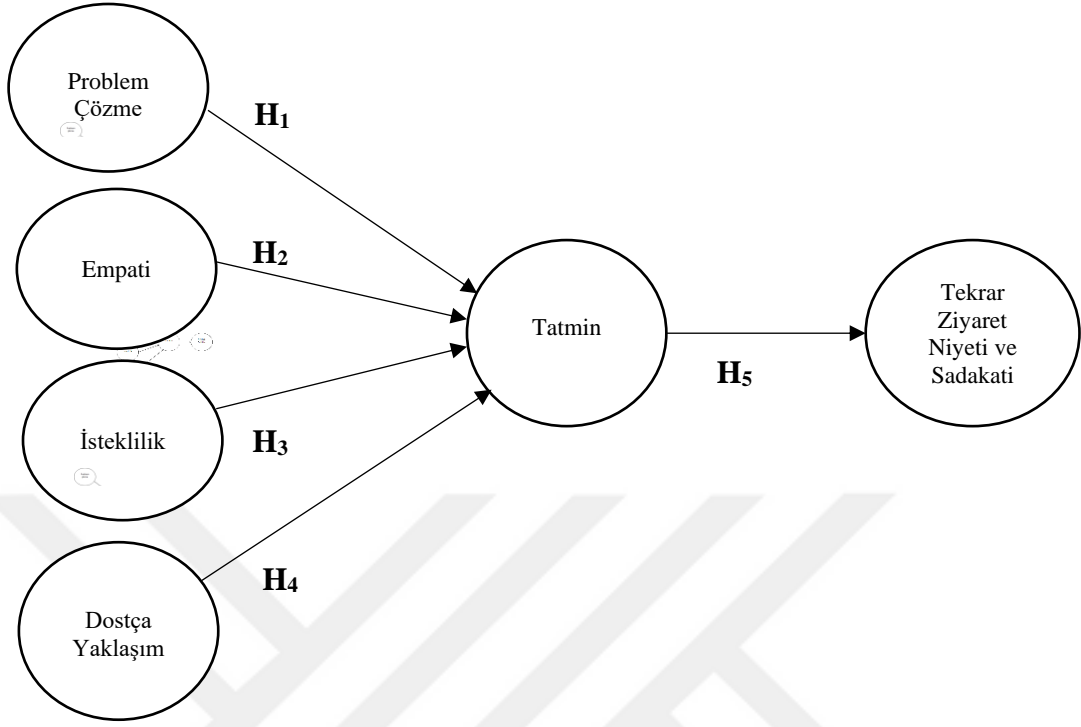 Problem
Çözme
H1
Empati
H2
İsteklilik
H3
Dostça
Yaklaşım
H4
Tatmin
H5
Tekrar
Ziyaret
Niyeti ve
Sadakati